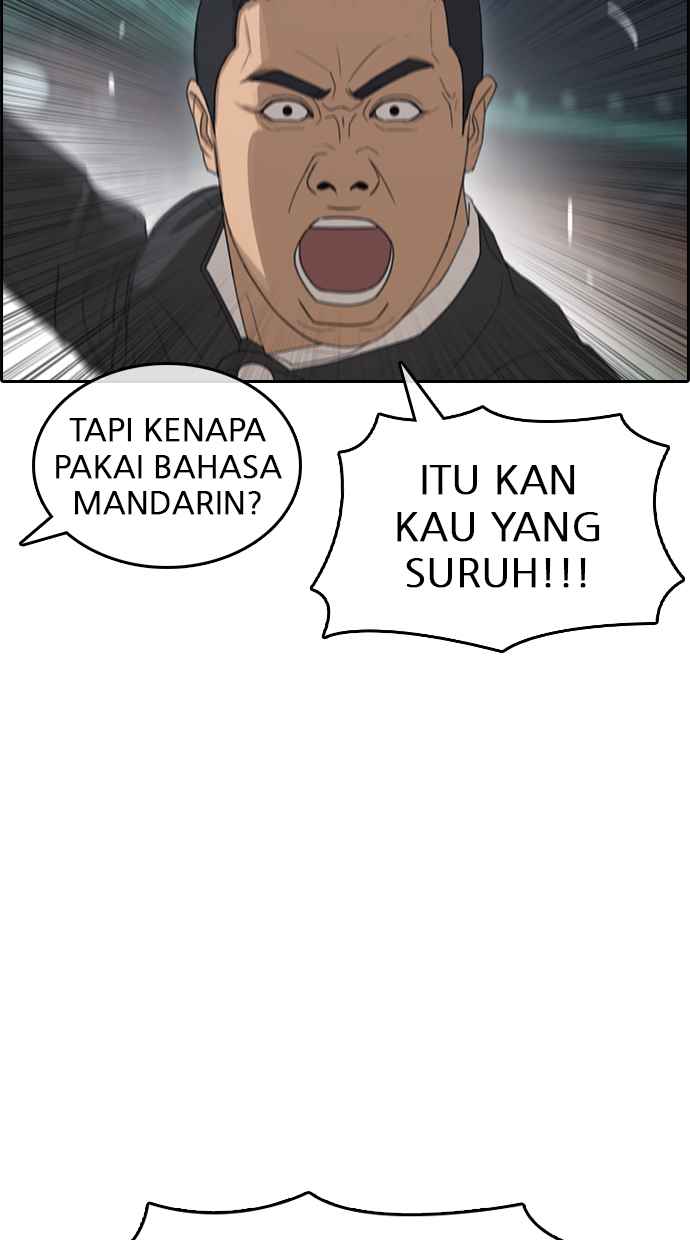 TAPI KENAPA
PAKAI BAHASA
MANDARIN?
ITU KAN
KAU YANG
SURUH!!!